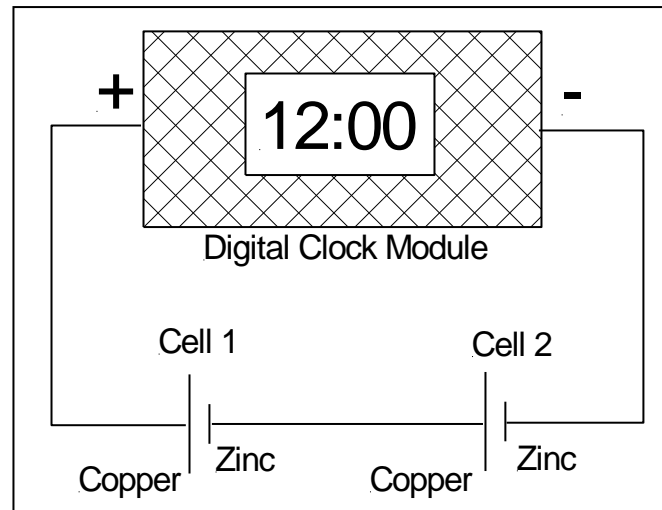 + -
12:00
Digital Clock Module
Cell 1
Cell 2
Zinc
Zinc
Copper
Copper